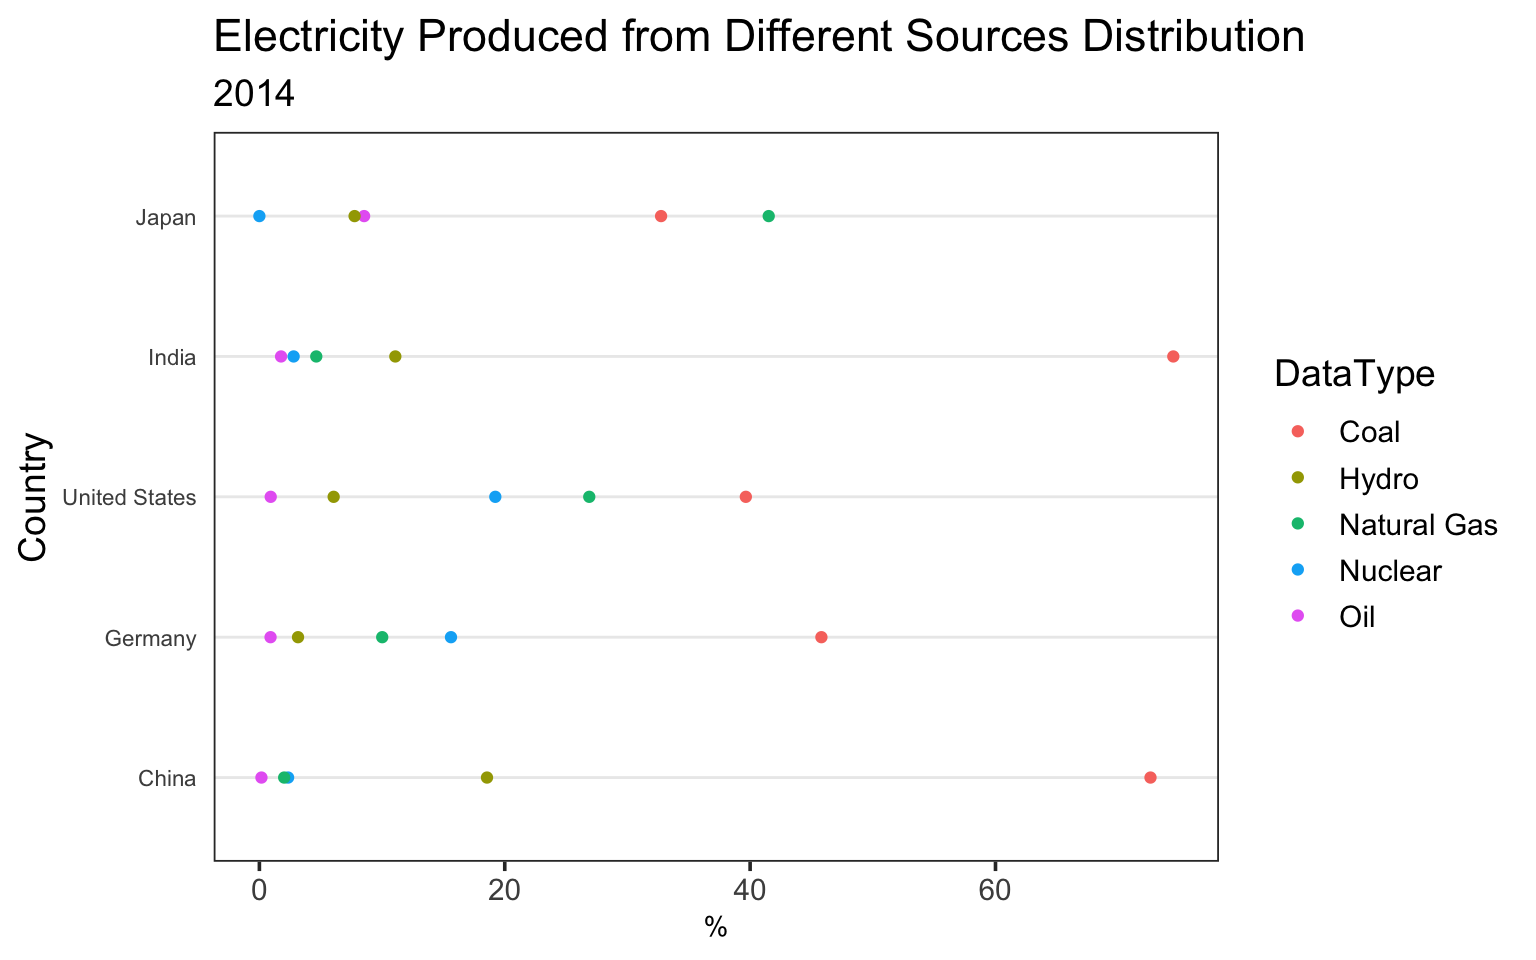 Electricity Produced from Different Sources Distribution
2014
Country
Japan
India
United States
Germany
China
0 20 40 60
%
DataType
Coal
Hydro
Natural Gas
Nuclear
Oil